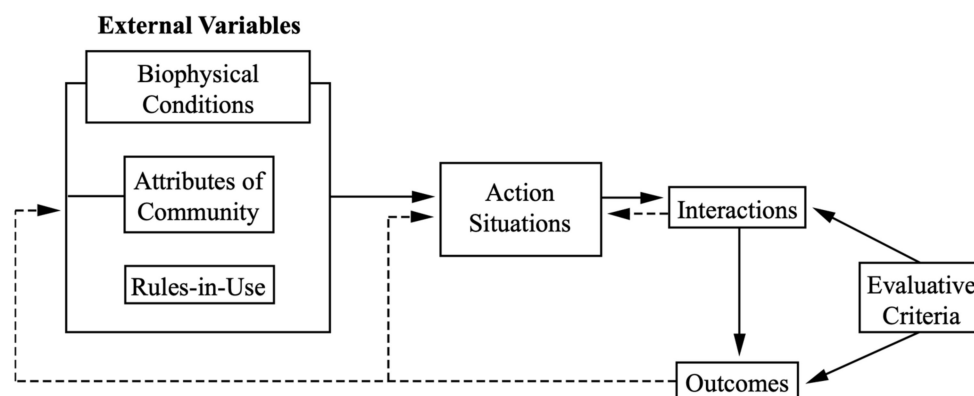 External Variables
Biophysical
Conditions
Attributes of
Community
Rules-in-Use
Action
Situations
Interactions
Evaluative
Criteria
Outcomes